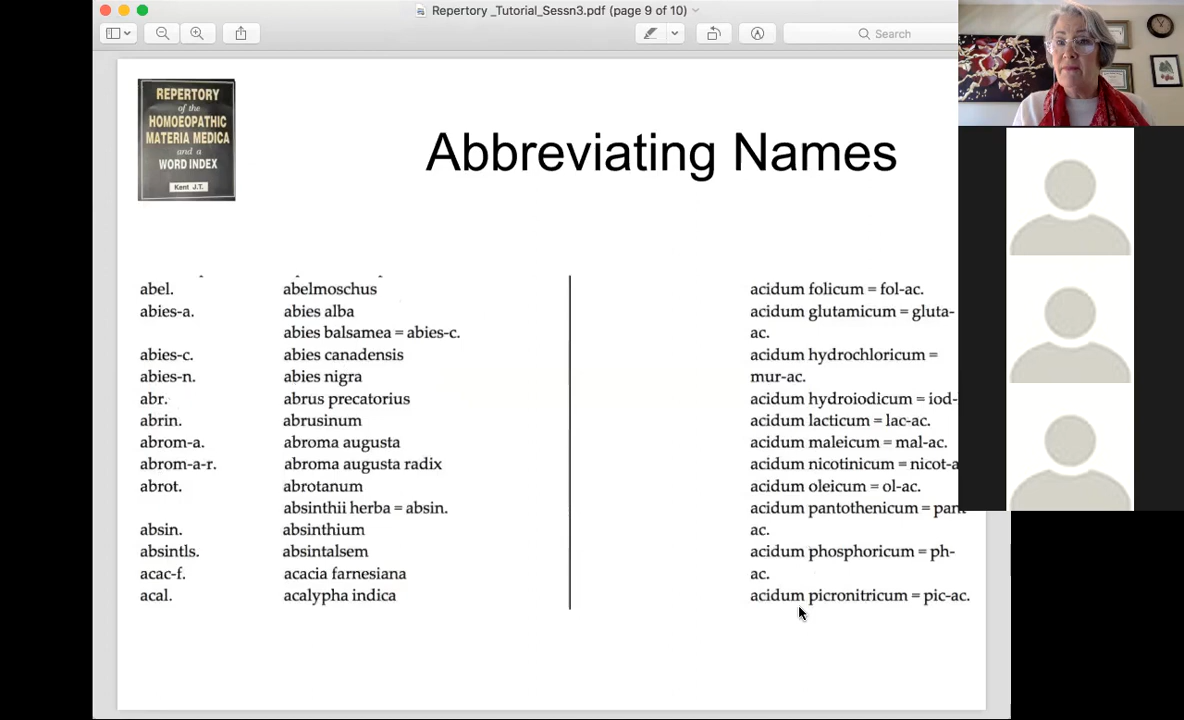 Repertory _Tutorial_Sessn3.pdf (page 9 of 10)
Search
REPERTORY
of the
HOMOEOPATHIC
MATERIA MEDICA
and a
WORD INDEX
Kent J.T.
Abbreviating Names
abel. abelmoschus
abies-a. abies alba
abies balsamea = abies-c.
abies-c. abies canadensis
abies-n. abies nigra
abr. abrus precatorius
abrin. abrusinum
abrom-a. abroma augusta
abrom-a-r. abroma augusta radix
abrot. abrotanum
absinthii herba = absin.
absin. absinthium
absintls. absintalsem
acac-f. acacia farnesiana
acal. acalypha indica
acidum folicum = fol-ac.
acidum glutamicum = gluta-
ac.
acidum hydrochloricum =
mur-ac.
acidum hydroiodicum = iod-
acidum lacticum = lac-ac.
acidum maleicum = mal-ac.
acidum nicotinicum = nicot-a
acidum oleicum = ol-ac.
acidum pantothenicum =
ac.
acidum phosphoricum = ph-
ac.
acidum picronitricum = pic-ac.